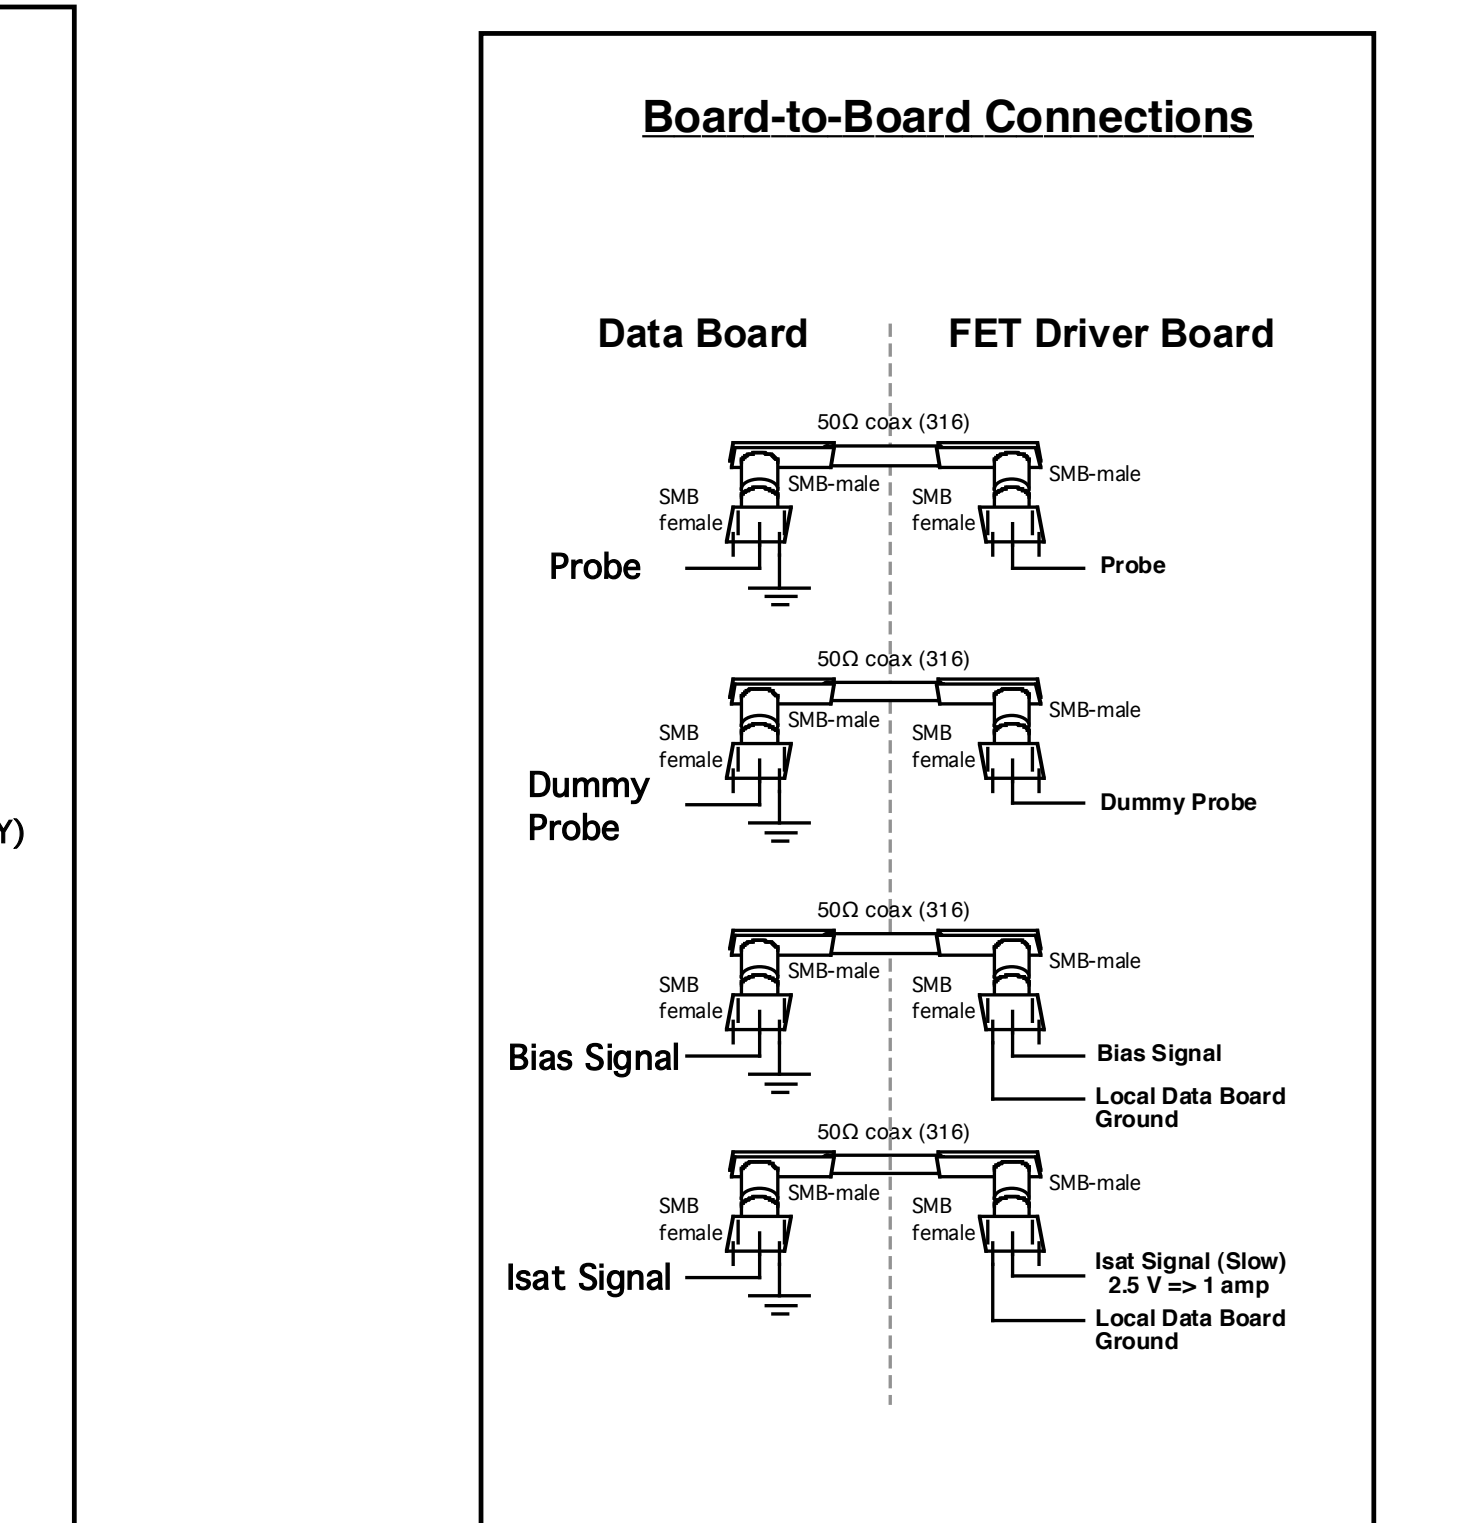 Board-to-Board Connections
Data Board
FET Driver Board
50Ω coax (316)
SMB-male
SMB-male
SMB
female
SMB
female
Probe
Probe
50Ω coax (316)
SMB-male
SMB-male
SMB
female
SMB
female
Dummy
Probe
Dummy Probe
Y)
50Ω coax (316)
SMB-male
SMB-male
SMB
female
SMB
female
Bias Signal
Bias Signal
Local Data Board
Ground
50Ω coax (316)
SMB-male
SMB-male
SMB
female
SMB
female
Isat Signal
Isat Signal (Slow)
2.5 V => 1 amp
Local Data Board
Ground